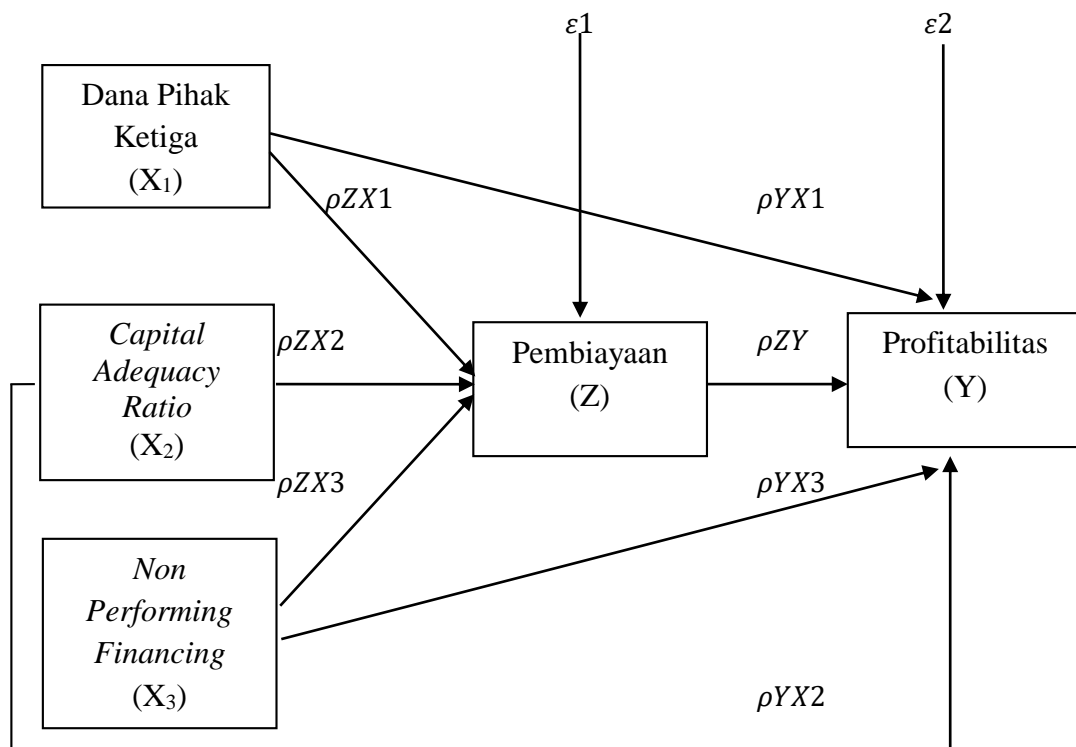 𝜀1
𝜀2
Dana Pihak
Ketiga
(X₁)
𝜌𝑍𝑋1
𝜌𝑌𝑋1
Capital
Adequacy
Ratio
(X₂)
𝜌𝑍𝑋2
Pembiayaan
(Z)
𝜌𝑍𝑌
Profitabilitas
(Y)
𝜌𝑍𝑋3
𝜌𝑌𝑋3
Non
Performing
Financing
(X₃)
𝜌𝑌𝑋2